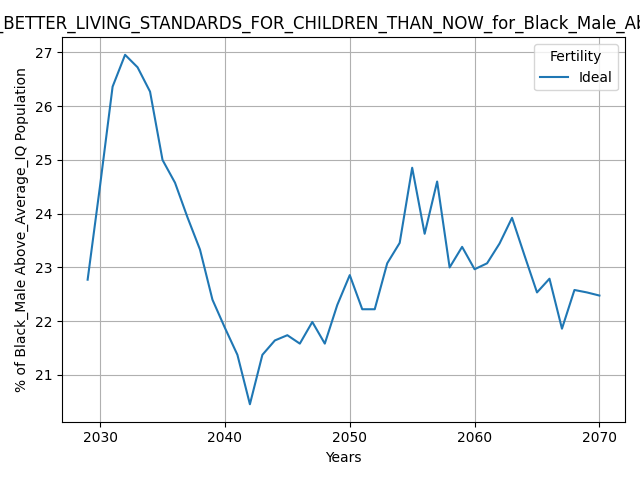 _BETTER_LIVING_STANDARDS_FOR_CHILDREN_THAN_NOW_for_Black_Male_Ab
Fertility
Ideal
% of Black_Male Above_Average_IQ Population
27
26
25
24
23
22
21
2030 2040 2050 2060 2070
Years